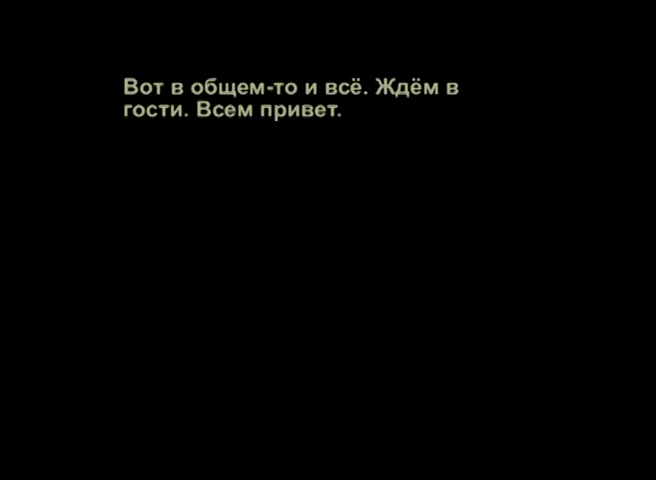 Вот в общем-то и всё. Ждём в
гости. Всем привет.